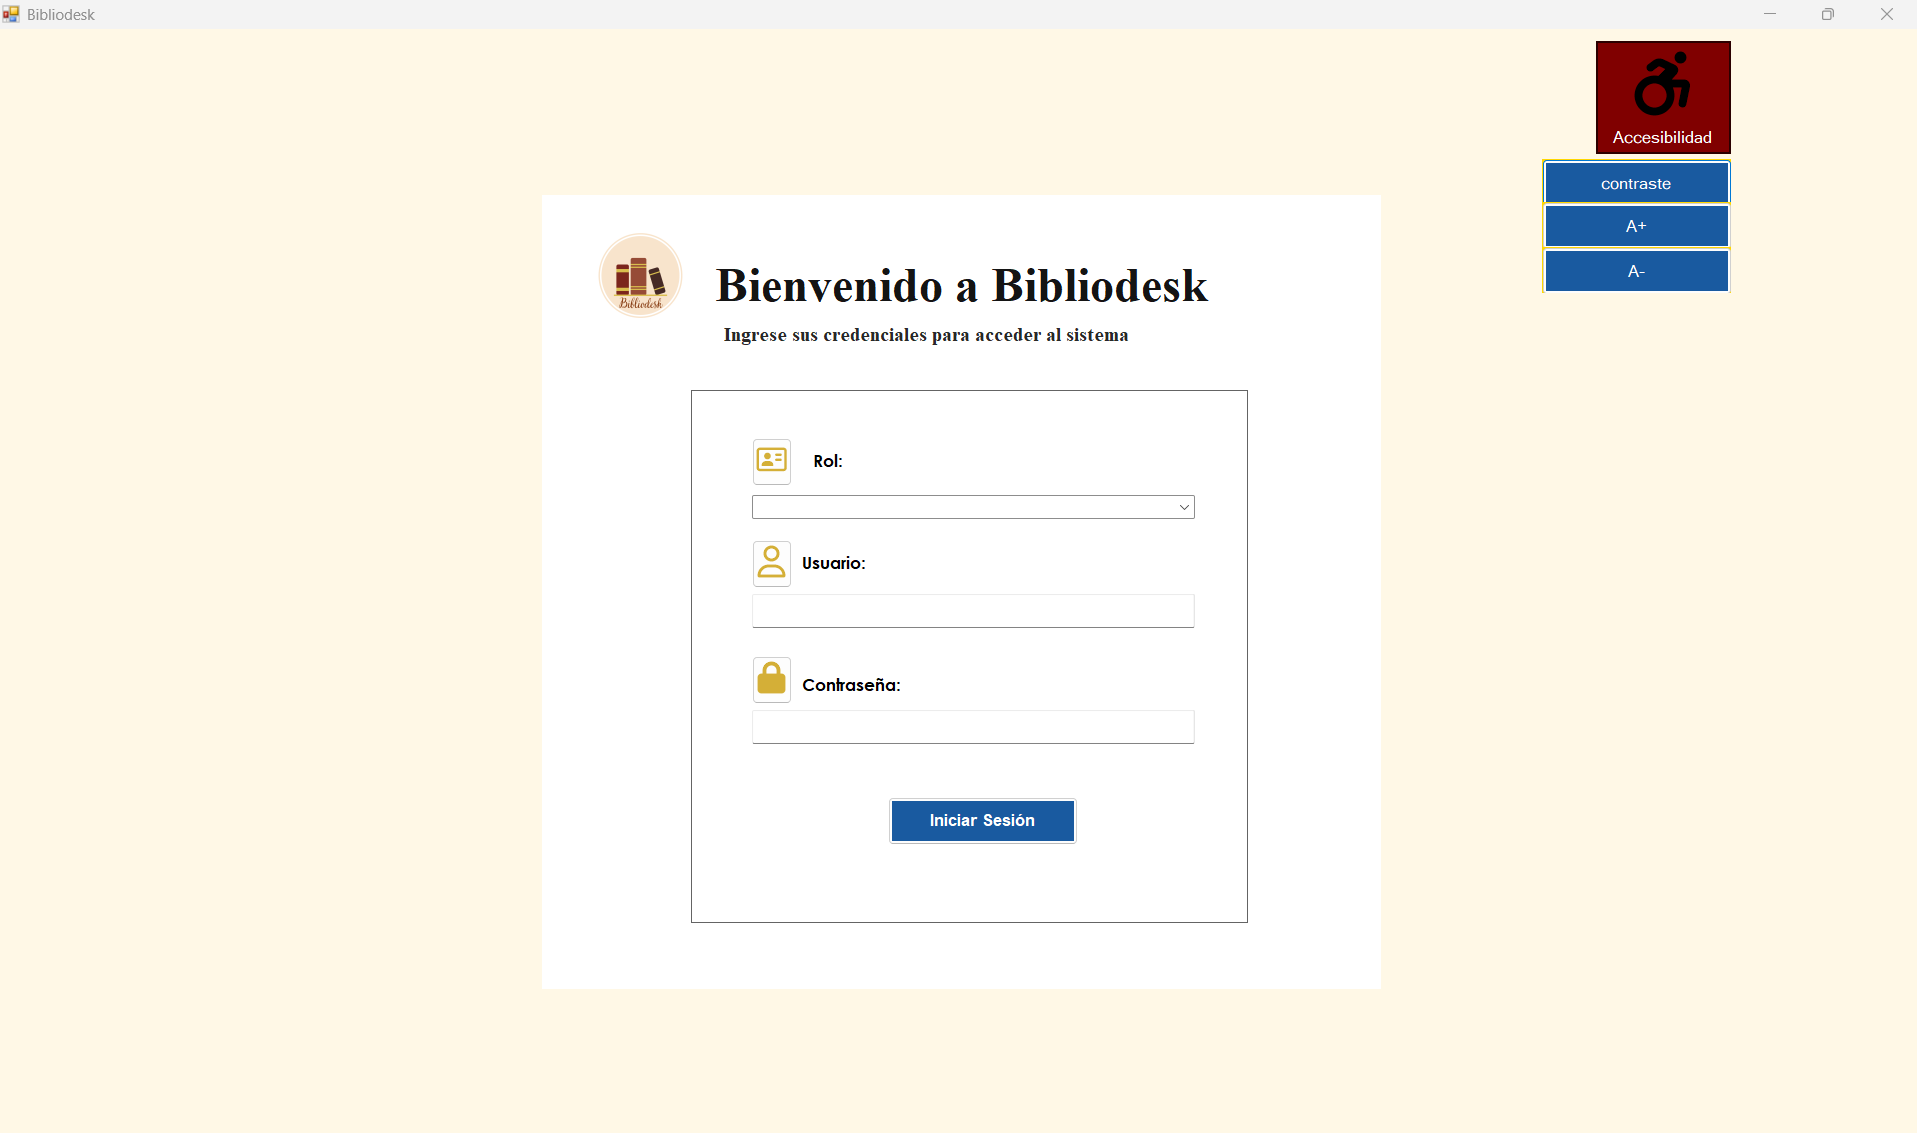 Bibliodesk
Accesibilidad
contraste
A+
A-
Bibliodesk
Bienvenido a Bibliodesk
Ingrese sus credenciales para acceder al sistema
Rol:
Usuario:
Contraseña:
Iniciar Sesión